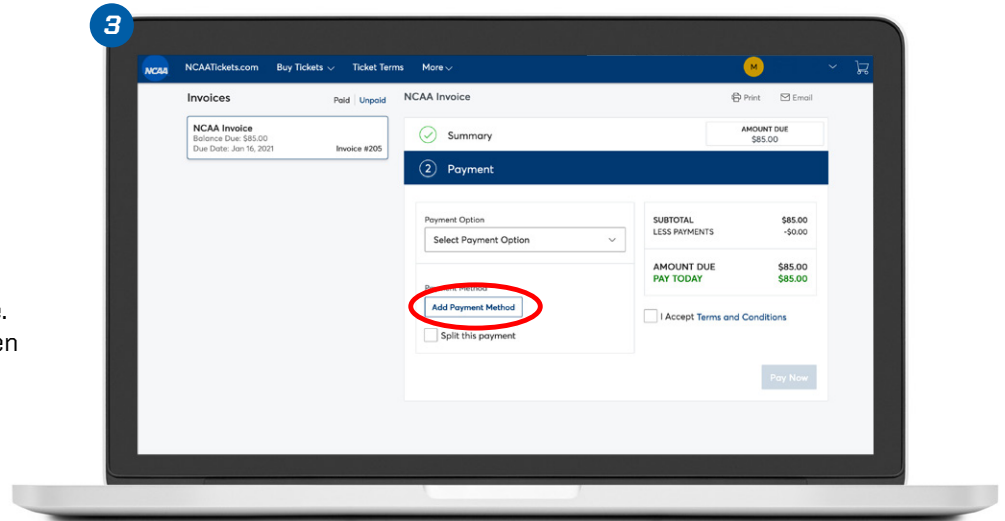 3
NCAA NCAATickets.com Buy Tickets Ticket Terms More M
Invoices Paid Unpaid
NCAA Invoice
Balance Due: $85.00
Due Date: Jan 16, 2021 Invoice #205
NCAA Invoice Print Email
Summary AMOUNT DUE
$85.00
2 Payment
Payment Option
Select Payment Option
Payment Method
Add Payment Method
Split this payment
SUBTOTAL $85.00
LESS PAYMENTS -$0.00
AMOUNT DUE $85.00
PAY TODAY $85.00
I Accept Terms and Conditions
Pay Now